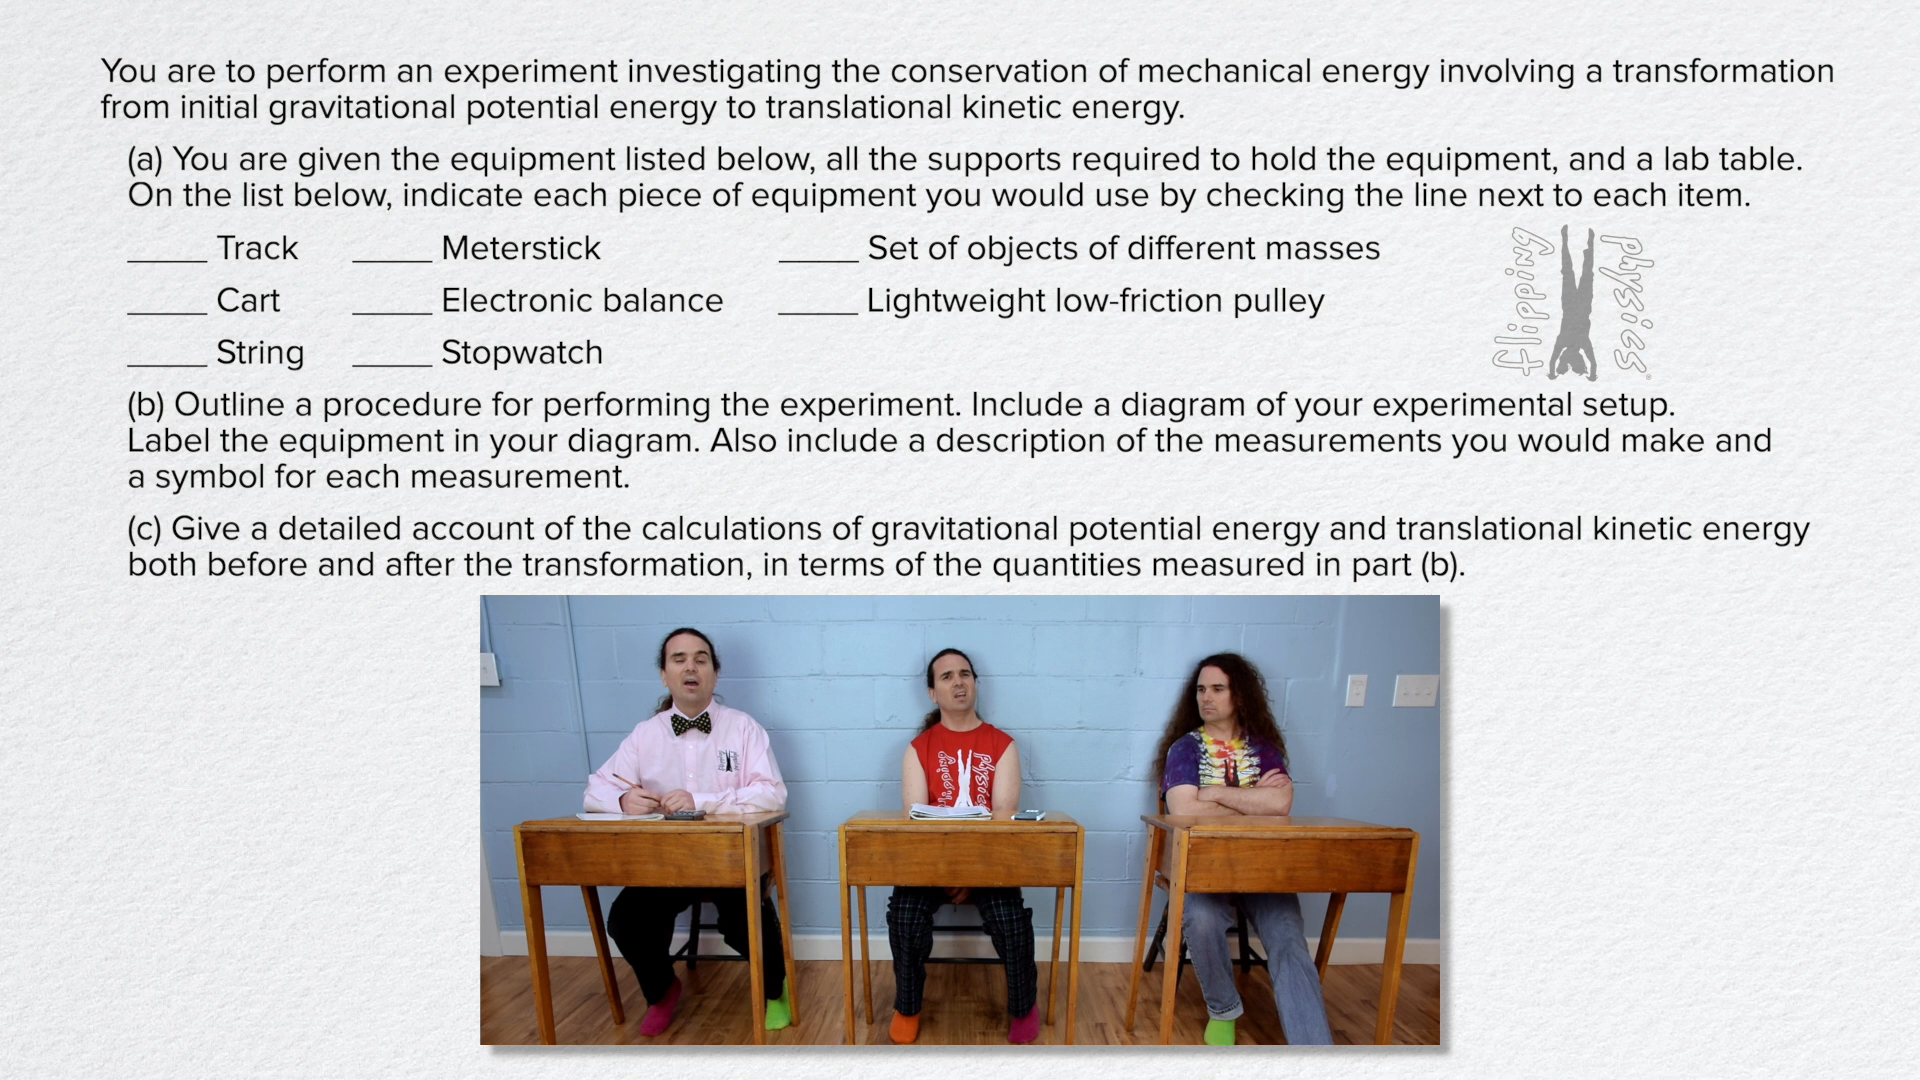 You are to perform an experiment investigating the conservation of mechanical energy involving a transformation
from initial gravitational potential energy to translational kinetic energy.
(a) You are given the equipment listed below, all the supports required to hold the equipment, and a lab table.
On the list below, indicate each piece of equipment you would use by checking the line next to each item.
_____ Track _____ Meterstick _____ Set of objects of different masses
_____ Cart _____ Electronic balance _____ Lightweight low-friction pulley
_____ String _____ Stopwatch
flipping physics
(b) Outline a procedure for performing the experiment. Include a diagram of your experimental setup.
Label the equipment in your diagram. Also include a description of the measurements you would make and
a symbol for each measurement.
(c) Give a detailed account of the calculations of gravitational potential energy and translational kinetic energy
both before and after the transformation, in terms of the quantities measured in part (b).
flipping physics